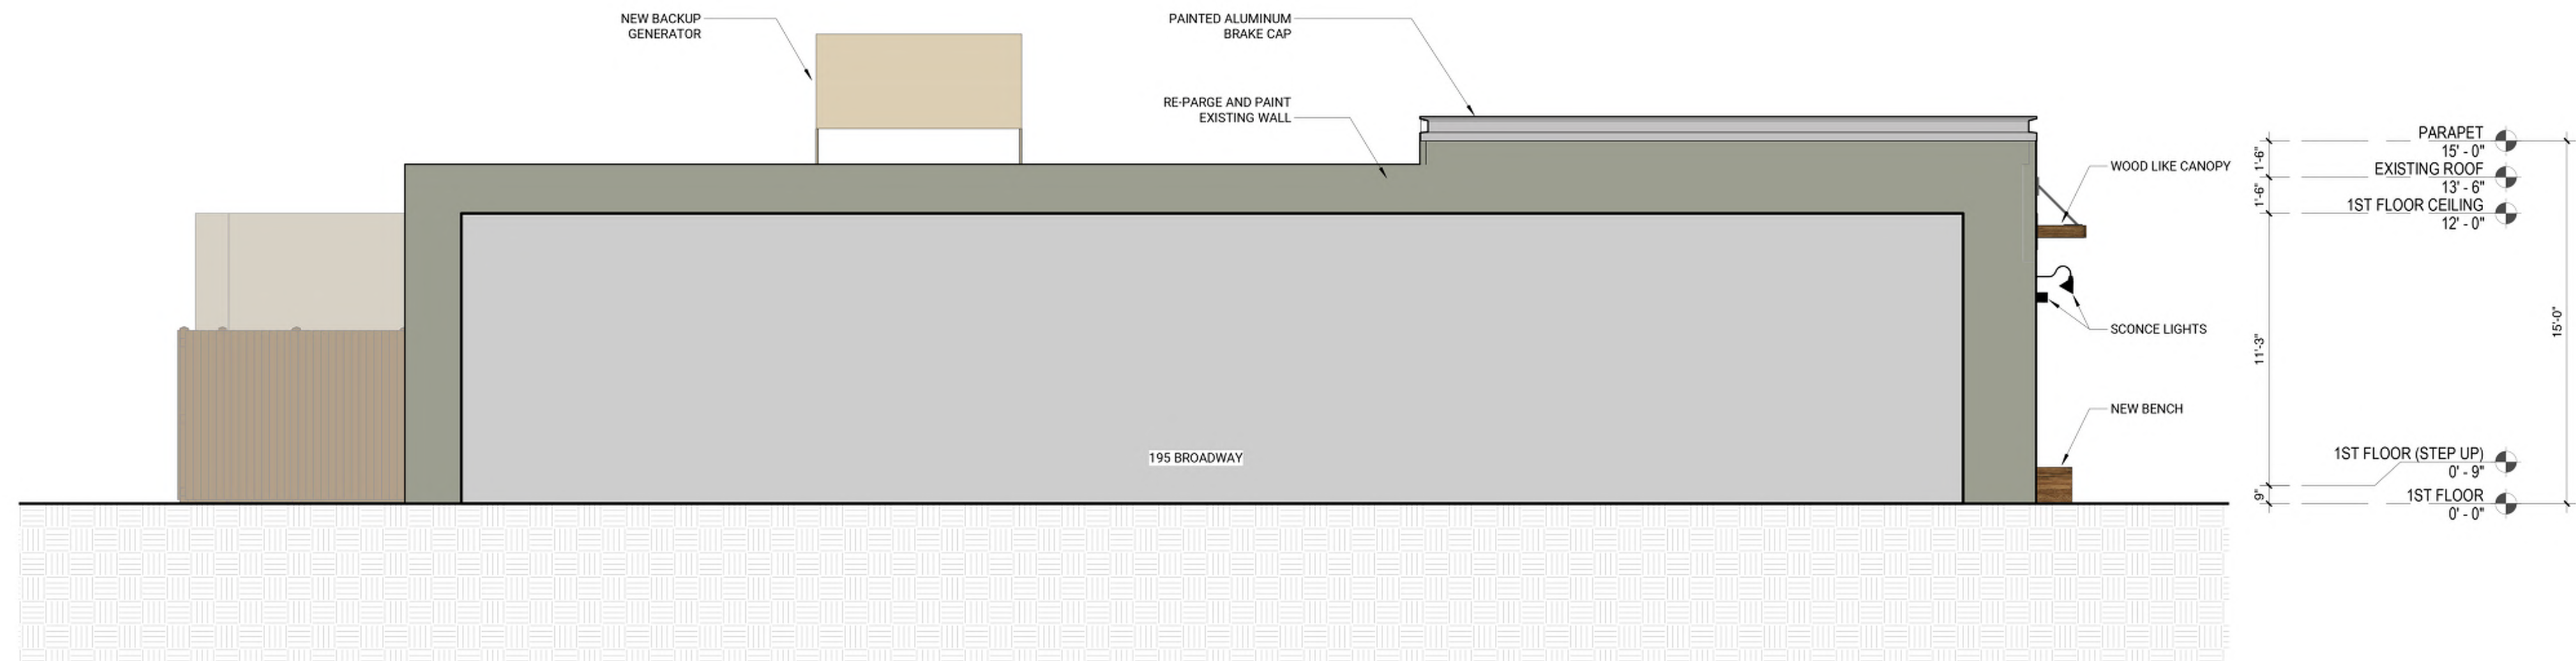 NEW BACKUP
GENERATOR
PAINTED ALUMINUM
BRAKE CAP
RE-PARGE AND PAINT
EXISTING WALL
195 BROADWAY
WOOD LIKE CANOPY
SCONCE LIGHTS
NEW BENCH
1'-6"
1'-6"
11'-3"
9"
PARAPET
15' - 0"
EXISTING ROOF
13' - 6"
1ST FLOOR CEILING
12' - 0"
1ST FLOOR (STEP UP)
0' - 9"
1ST FLOOR
0' - 0"
15'-0"